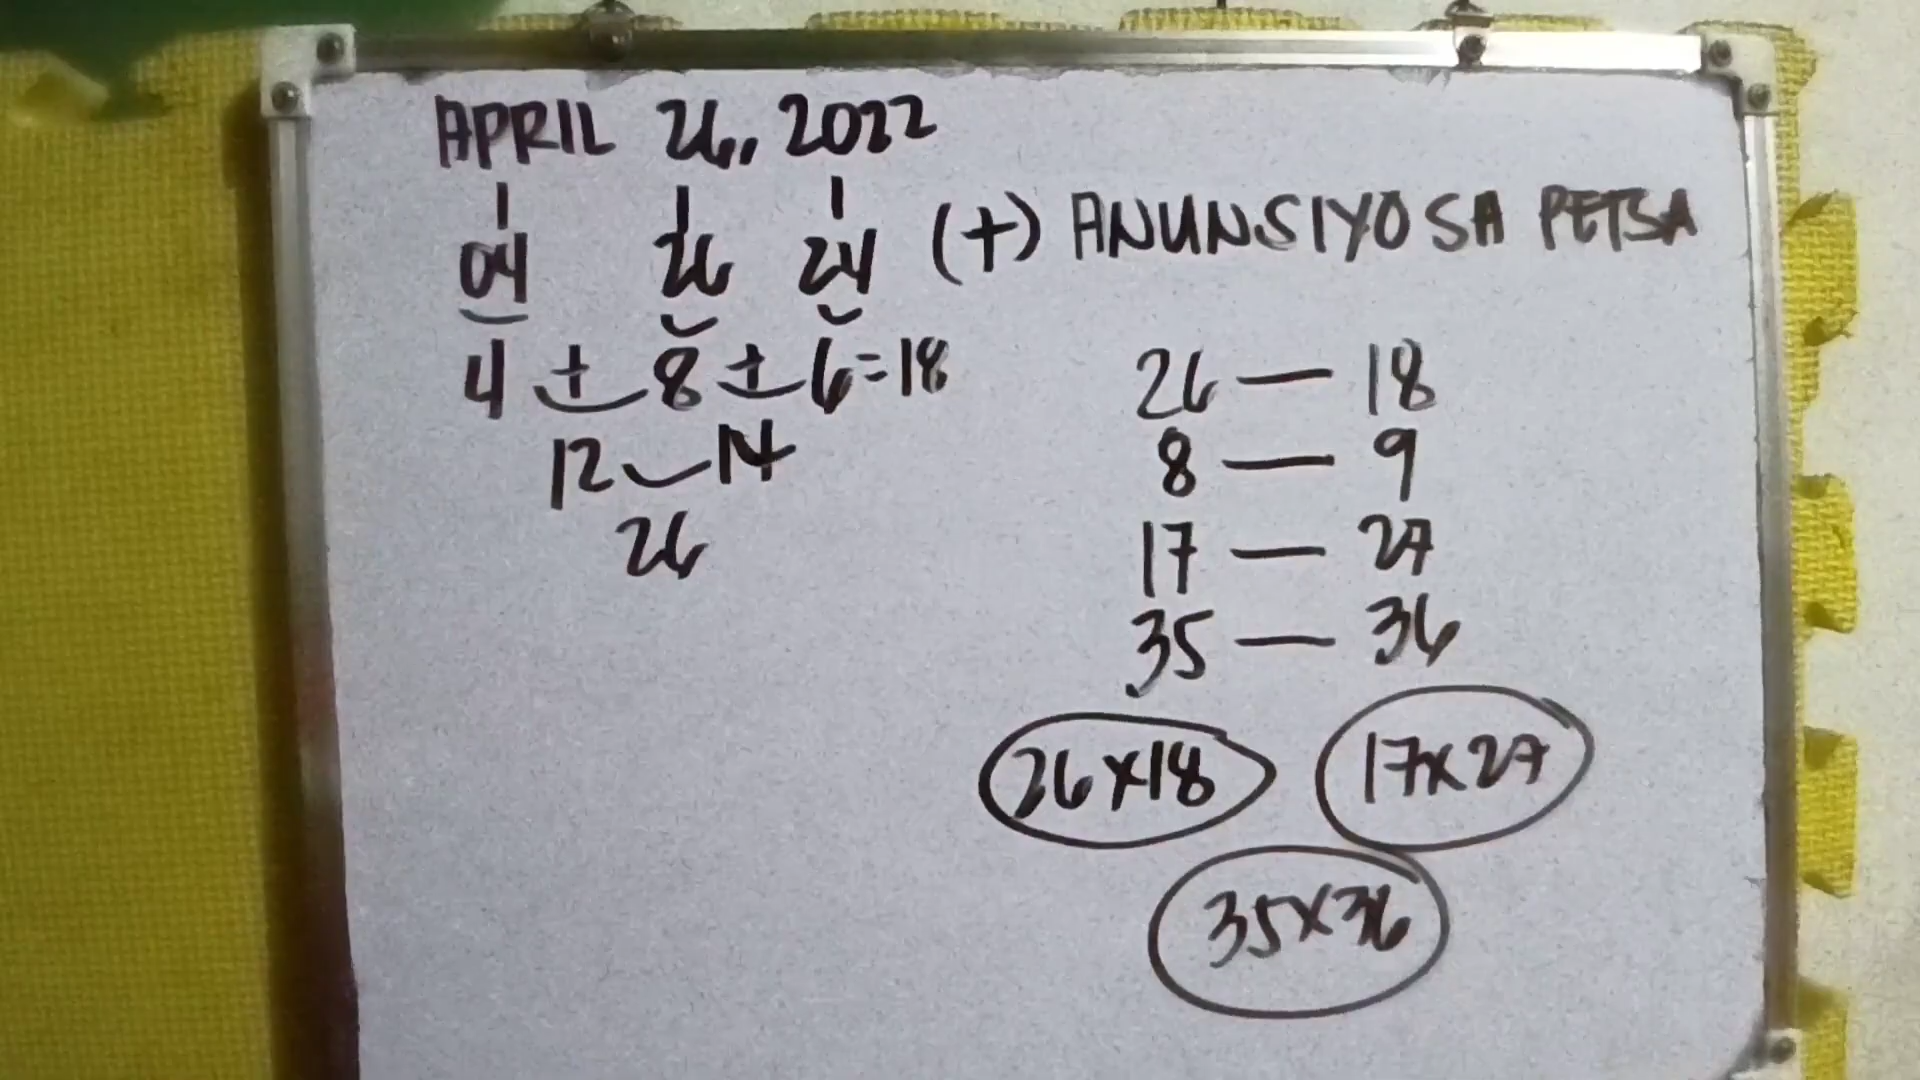 APRIL 26, 2022
04 26 24 (+) ANUNSIYO SA PETSA
4 + 8 + 6 = 18
12 14
26
26 — 18
8 — 9
17 — 27
35 — 36
26x18 17x27
35x36